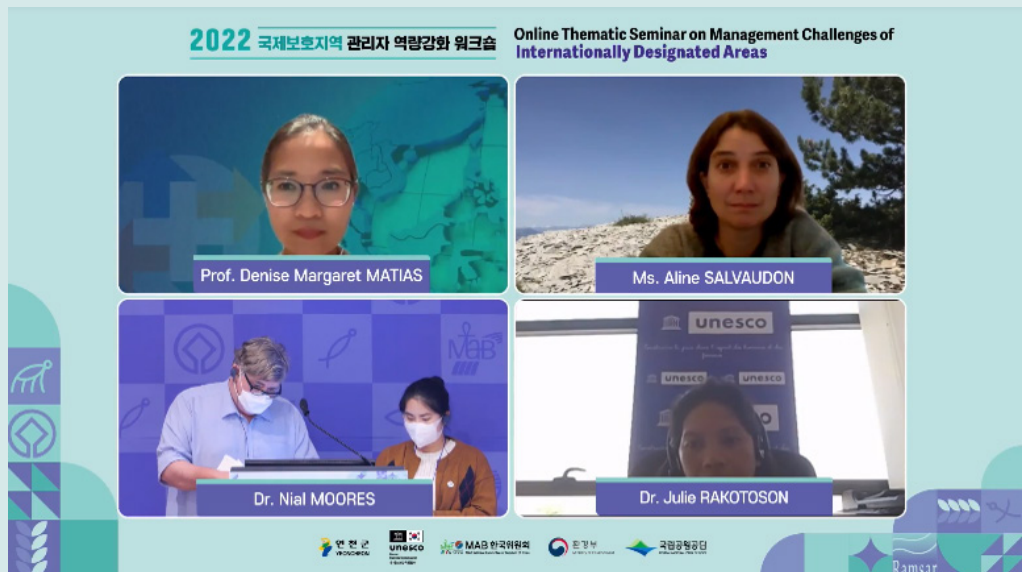 2022 국제보호지역 관리자 역량강화 워크숍
Online Thematic Seminar on Management Challenges of
Internationally Designated Areas
Prof. Denise Margaret MATIAS
Ms. Aline SALVAUDON
MaB
unesco
unesco
unesco
Dr. Nial MOORES
Dr. Julie RAKOTOSON
연천군
YEONCHEON
unesco
MAB 한국위원회
환경부
국립공원공단
Ramsar